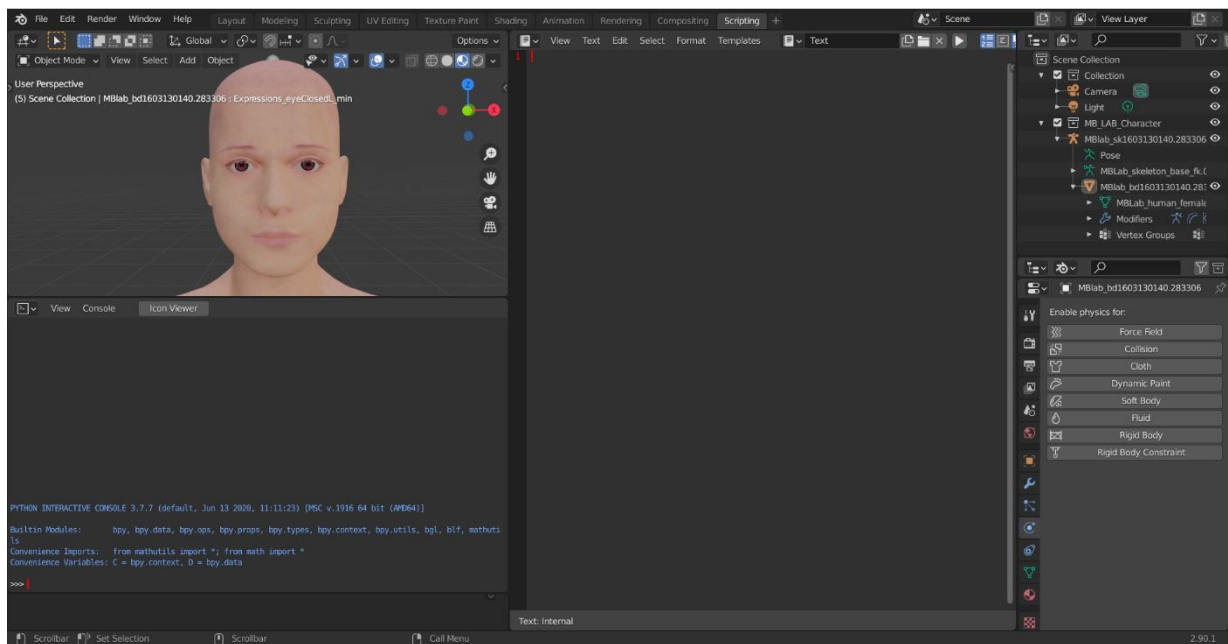 File Edit Render Window Help Layout Modeling Sculpting UV Editing Texture Paint Shading Animation Rendering Compositing Scripting + Scene View Layer
Global Options
View Text Edit Select Format Templates Text
Object Mode View Select Add Object
1
User Perspective
(5) Scene Collection | MBlab_bd1603130140.283306 : Expressions_eyeClosedL_min
Z
X
Scene Collection
Collection
Camera
Light
MB_LAB_Character
MBlab_sk1603130140.283306
Pose
MBLab_skeleton_base_fk.(
MBlab_bd1603130140.28
MBLab_human_female
Modifiers
Vertex Groups
MBlab_bd1603130140.283306
Enable physics for:
Force Field
Collision
Cloth
Dynamic Paint
Soft Body
Fluid
Rigid Body
Rigid Body Constraint
View Console Icon Viewer
PYTHON INTERACTIVE CONSOLE 3.7.7 (default, Jun 13 2020, 11:11:23) [MSC v.1916 64 bit (AMD64)]
Builtin Modules: bpy, bpy.data, bpy.ops, bpy.props, bpy.types, bpy.context, bpy.utils, bgl, blf, mathuti
ls
Convenience Imports: from mathutils import *; from math import *
Convenience Variables: C = bpy.context, D = bpy.data
>>>
Text: Internal
Scrollbar Set Selection Scrollbar Call Menu 2.90.1